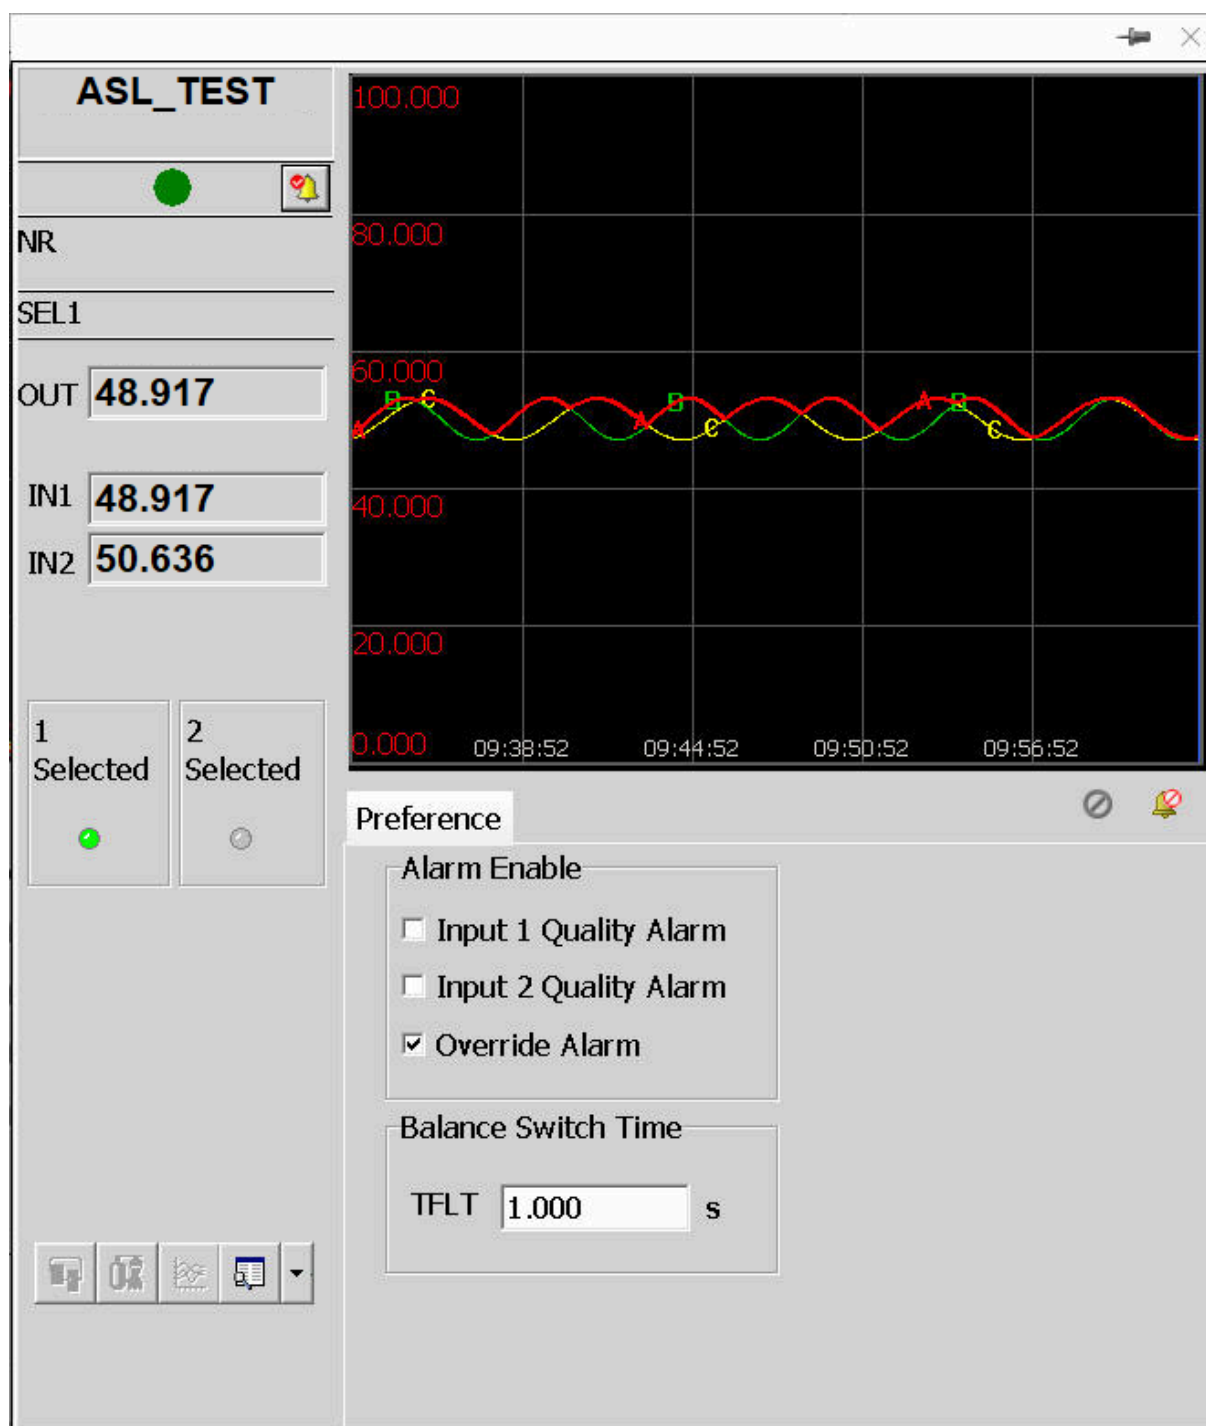 ASL_TEST
NR
SEL1
OUT 48.917
IN1 48.917
IN2 50.636
1
Selected
2
Selected
100.000
80.000
60.000
40.000
20.000
0.000
09:38:52 09:44:52 09:50:52 09:56:52
A B C A B C A B C
Preference
Alarm Enable
Input 1 Quality Alarm
Input 2 Quality Alarm
Override Alarm
Balance Switch Time
TFLT 1.000 s